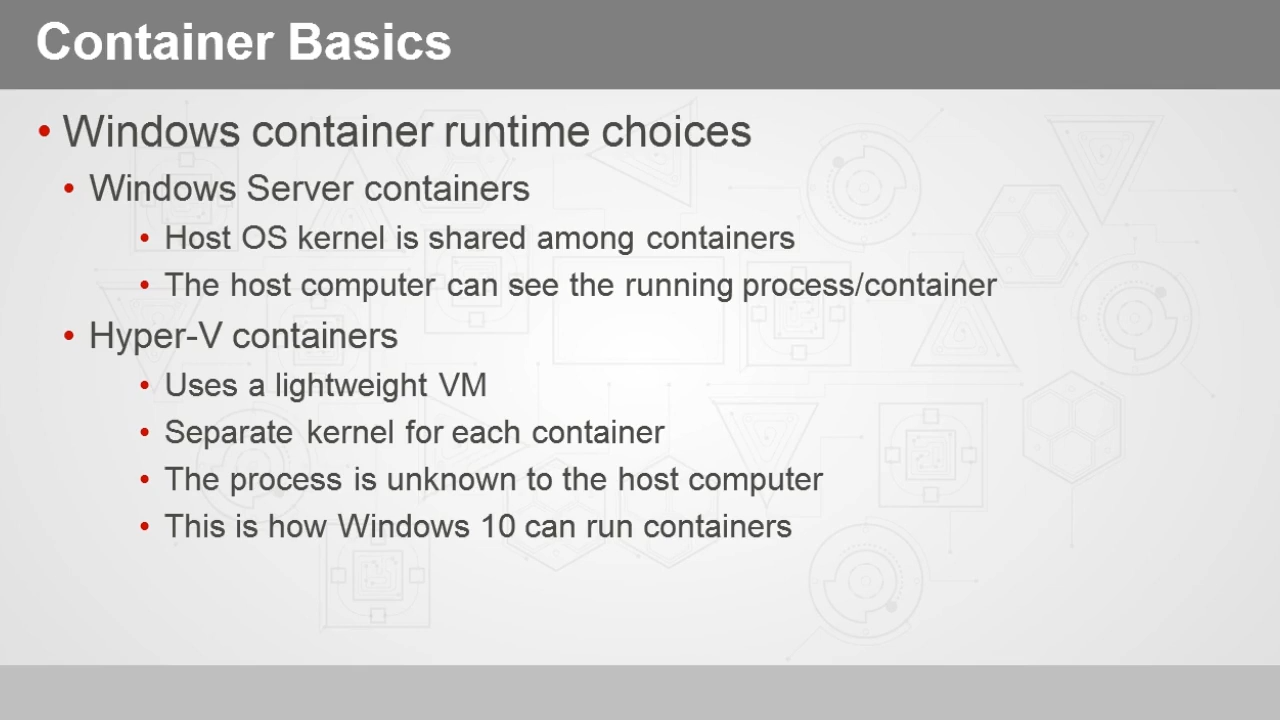 Container Basics
• Windows container runtime choices
• Windows Server containers
• Host OS kernel is shared among containers
• The host computer can see the running process/container
• Hyper-V containers
• Uses a lightweight VM
• Separate kernel for each container
• The process is unknown to the host computer
• This is how Windows 10 can run containers